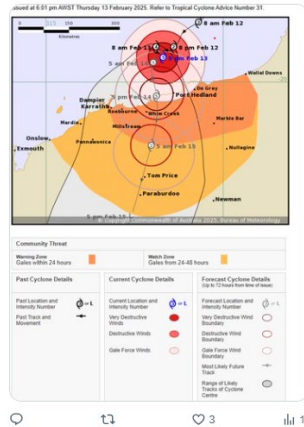 ssued at 6:01 pm AWST Thursday 13 February 2025. Refer to Tropical Cyclone Advice Number 31.
kilometres
8 am Feb 12
8 am Feb 13
8 pm Feb 12
Feb 13
Wallal Downs
De Grey
Port Hedland
Dampier
Karratha
Roebourne
Whim Creek
Mardie
Millstream
Marble Bar
Onslow
Pannawonica
Exmouth
5 am Feb 15
Nullagine
Tom Price
Paraburdoo
Newman
5 pm Feb 15
Commonwealth of Australia 2025, Bureau of Meteorology
Community Threat
Warning Zone
Gales within 24 hours
Watch Zone
Gales from 24-48 hours
Past Cyclone Details
Past Location and
Intensity Number
or L
Past Track and
Movement
Current Cyclone Details
Current Location and
Intensity Number
or L
Very Destructive
Winds
Destructive Winds
Gale Force Winds
Forecast Cyclone Details
(Up to 72 hours from time of issue)
Forecast Location and
Intensity Number
or L
Very Destructive Wind
Boundary
Destructive Wind
Boundary
Gale Force Wind
Boundary
Most Likely Future
Track
Range of Likely
Tracks of Cyclone
Centre
3
1